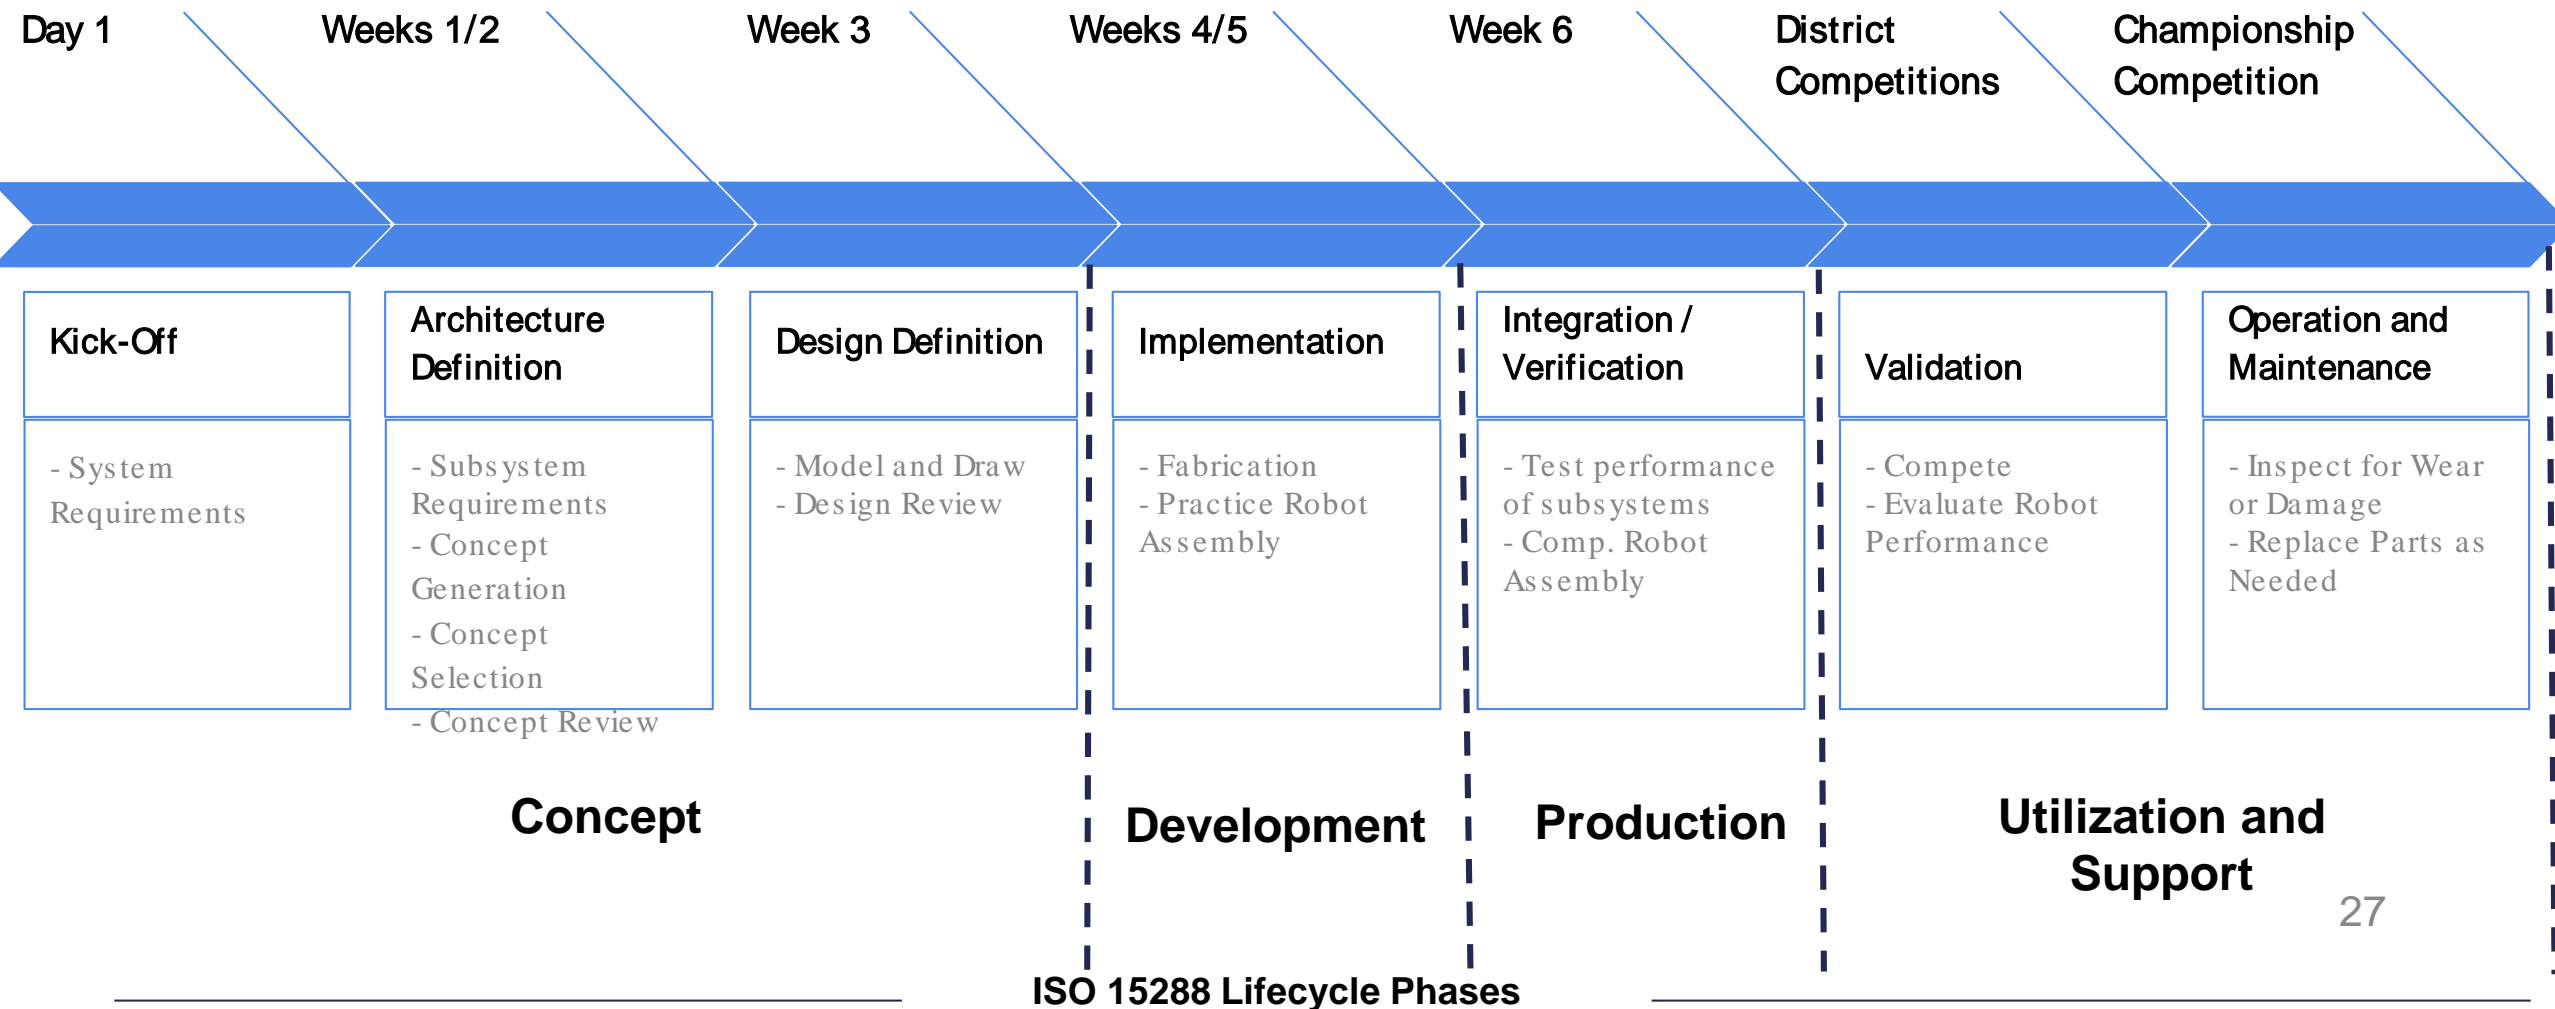 Day 1
Weeks 1/2
Week 3
Weeks 4/5
Week 6
District
Competitions
Championship
Competition
Kick-Off
- System
Requirements
Architecture
Definition
- Subsystem
Requirements
- Concept
Generation
- Concept
Selection
- Concept Review
Design Definition
- Model and Draw
- Design Review
Implementation
- Fabrication
- Practice Robot
Assembly
Integration /
Verification
- Test performance
of subsystems
- Comp. Robot
Assembly
Validation
- Compete
- Evaluate Robot
Performance
Operation and
Maintenance
- Inspect for Wear
or Damage
- Replace Parts as
Needed
Concept
Development
Production
Utilization and
Support
27
ISO 15288 Lifecycle Phases